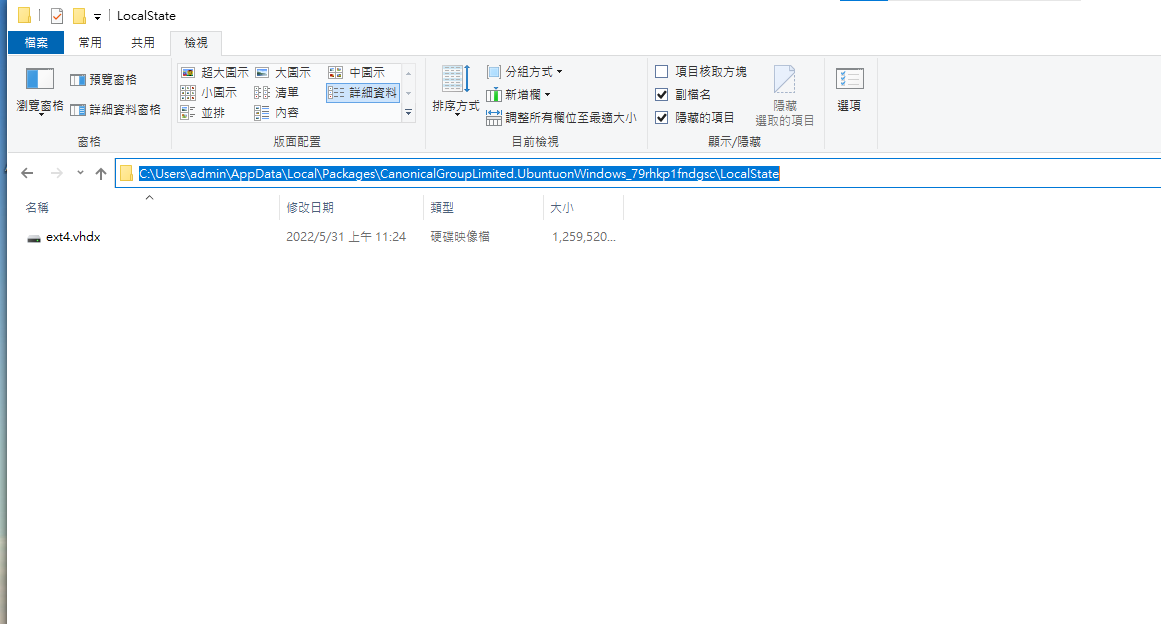 LocalState
檔案 常用 共用 檢視
瀏覽窗格
預覽窗格
詳細資料窗格
窗格
超大圖示 大圖示 中圖示
小圖示 清單 詳細資料
並排 內容
版面配置
排序方式
分組方式
新增欄
調整所有欄位至最適大小
目前檢視
項目核取方塊
副檔名
隱藏的項目
隱藏
選取的項目
顯示/隱藏
選項
C:\Users\admin\AppData\Local\Packages\CanonicalGroupLimited.UbuntuonWindows_79rhkp1fndgsc\LocalState
名稱 修改日期 類型 大小
ext4.vhdx 2022/5/31 上午 11:24 硬碟映像檔 1,259,520...